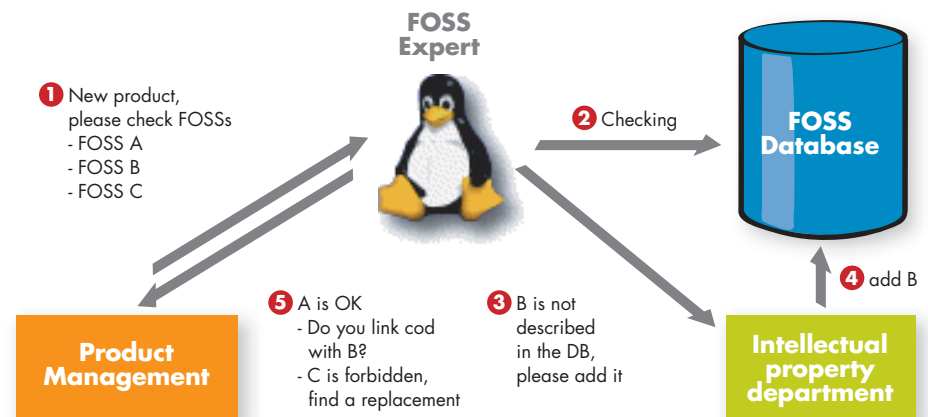 FOSS
Expert
1 New product,
please check FOSSs
- FOSS A
- FOSS B
- FOSS C
2 Checking
FOSS
Database
3 B is not
described
in the DB,
please add it
4 add B
5 A is OK
- Do you link cod
with B?
- C is forbidden,
find a replacement
Product
Management
Intellectual
property
department